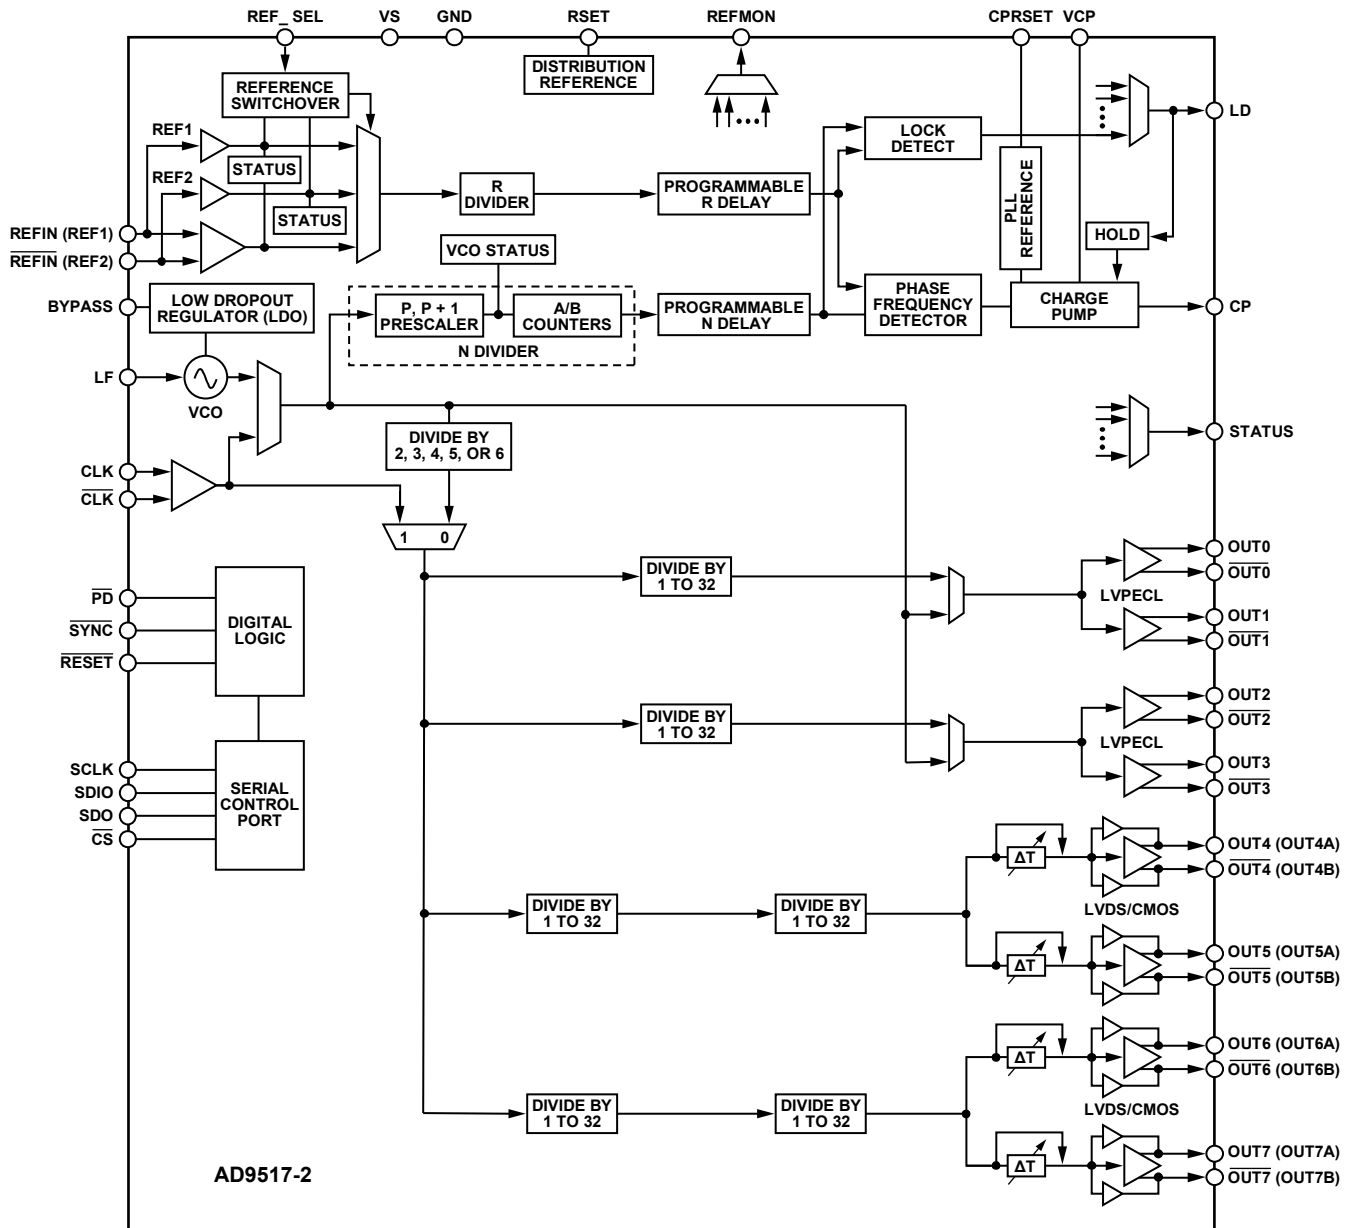 REF_ SEL
VS
GND
RSET
REFMON
CPRSET
VCP
DISTRIBUTION
REFERENCE
REFERENCE
SWITCHOVER
REF1
STATUS
REF2
STATUS
REFIN (REF1)
REFIN (REF2)
R
DIVIDER
PROGRAMMABLE
R DELAY
LOCK
DETECT
LD
PLL
REFERENCE
HOLD
VCO STATUS
BYPASS
LOW DROPOUT
REGULATOR (LDO)
P, P + 1
PRESCALER
A/B
COUNTERS
N DIVIDER
PROGRAMMABLE
N DELAY
PHASE
FREQUENCY
DETECTOR
CHARGE
PUMP
CP
LF
VCO
STATUS
DIVIDE BY
2, 3, 4, 5, OR 6
CLK
CLK
1 0
DIVIDE BY
1 TO 32
LVPECL
OUT0
OUT0
OUT1
OUT1
PD
SYNC
RESET
DIGITAL
LOGIC
DIVIDE BY
1 TO 32
LVPECL
OUT2
OUT2
OUT3
OUT3
SCLK
SDIO
SDO
CS
SERIAL
CONTROL
PORT
DIVIDE BY
1 TO 32
DIVIDE BY
1 TO 32
ΔT
ΔT
LVDS/CMOS
OUT4 (OUT4A)
OUT4 (OUT4B)
OUT5 (OUT5A)
OUT5 (OUT5B)
DIVIDE BY
1 TO 32
DIVIDE BY
1 TO 32
ΔT
ΔT
LVDS/CMOS
OUT6 (OUT6A)
OUT6 (OUT6B)
OUT7 (OUT7A)
OUT7 (OUT7B)
AD9517-2